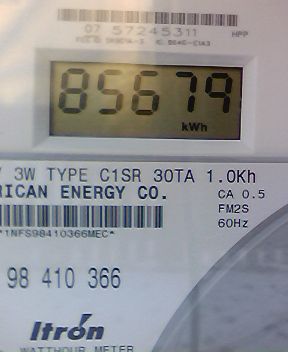 07 57245311 HPP
85679
kWh
3W TYPE C1SR 30TA 1.0Kh
RICAN ENERGY CO. CA 0.5
FM2S
*1NFS98410366MEC* 60Hz
98 410 366
Itron
WATTHOUR METER